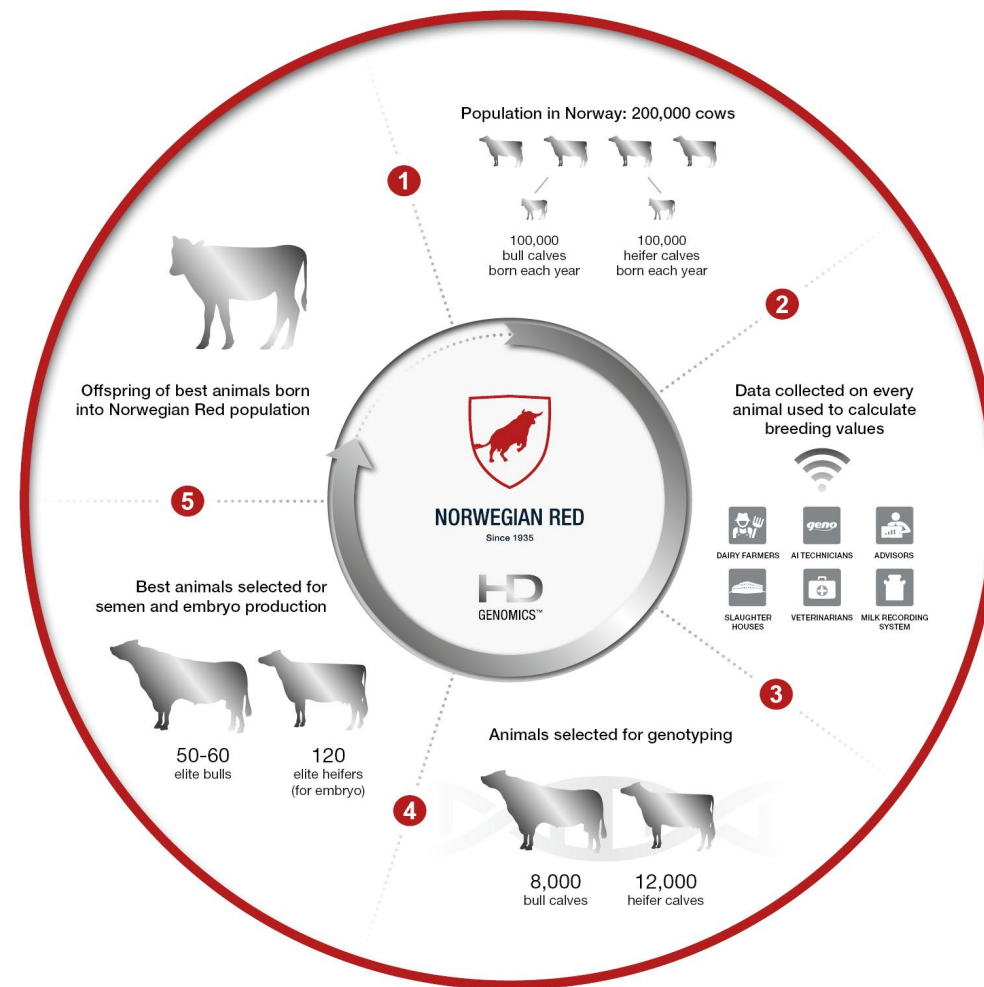 1
Population in Norway: 200,000 cows
100,000
bull calves
born each year
100,000
heifer calves
born each year
2
Data collected on every
animal used to calculate
breeding values
DAIRY FARMERS
geno
AI TECHNICIANS
ADVISORS
SLAUGHTER
HOUSES
VETERINARIANS
MILK RECORDING
SYSTEM
3
Animals selected for genotyping
8,000
bull calves
12,000
heifer calves
4
Best animals selected for
semen and embryo production
50-60
elite bulls
120
elite heifers
(for embryo)
5
Offspring of best animals born
into Norwegian Red population
NORWEGIAN RED
Since 1935
HD
GENOMICS™